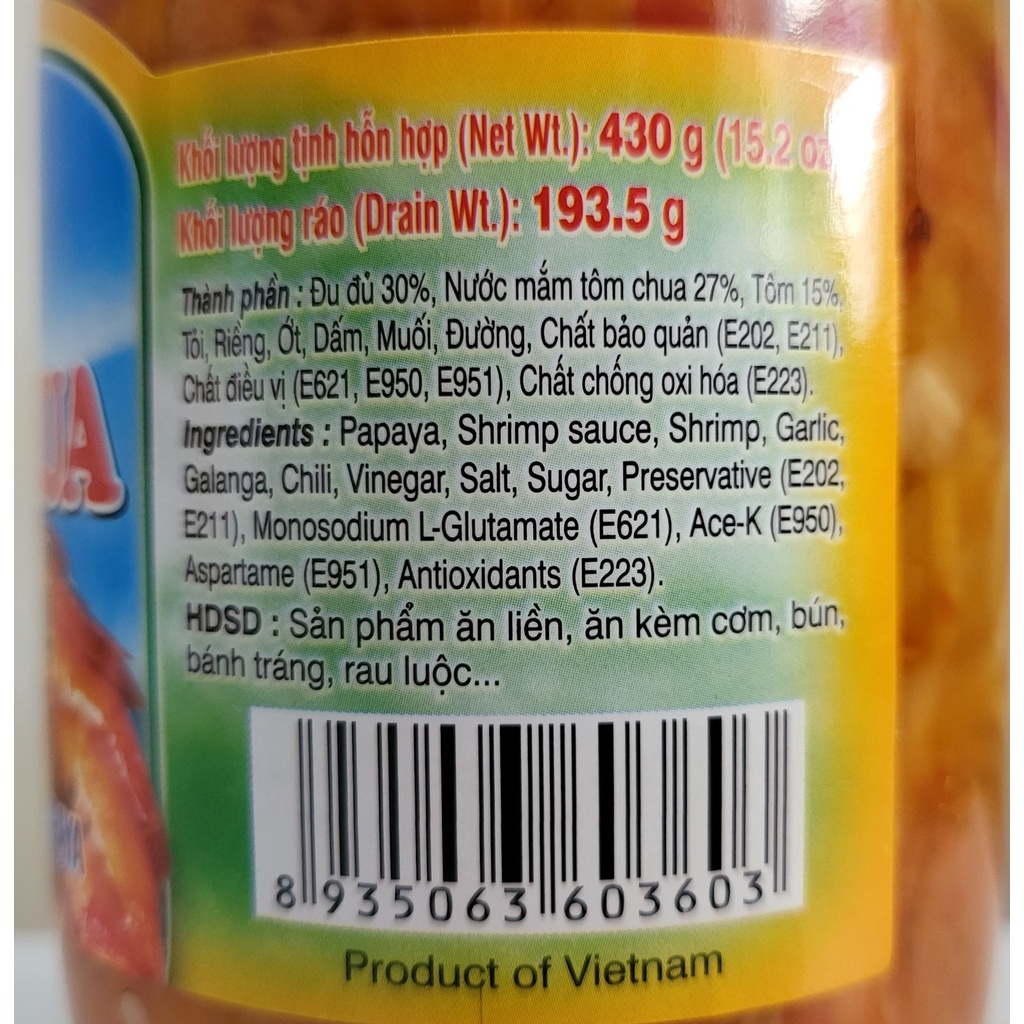 Khối lượng tịnh hỗn hợp (Net Wt.): 430 g (15.2 oz
Khối lượng ráo (Drain Wt.): 193.5 g
Thành phần : Đu đủ 30%, Nước mắm tôm chua 27%, Tôm 15%,
Tỏi, Riềng, Ớt, Dấm, Muối, Đường, Chất bảo quản (E202, E211),
Chất điều vị (E621, E950, E951), Chất chống oxi hóa (E223).
Ingredients : Papaya, Shrimp sauce, Shrimp, Garlic,
Galanga, Chili, Vinegar, Salt, Sugar, Preservative (E202,
E211), Monosodium L-Glutamate (E621), Ace-K (E950),
Aspartame (E951), Antioxidants (E223).
HDSD : Sản phẩm ăn liền, ăn kèm cơm, bún,
bánh tráng, rau luộc...
8 935063 603603
Product of Vietnam